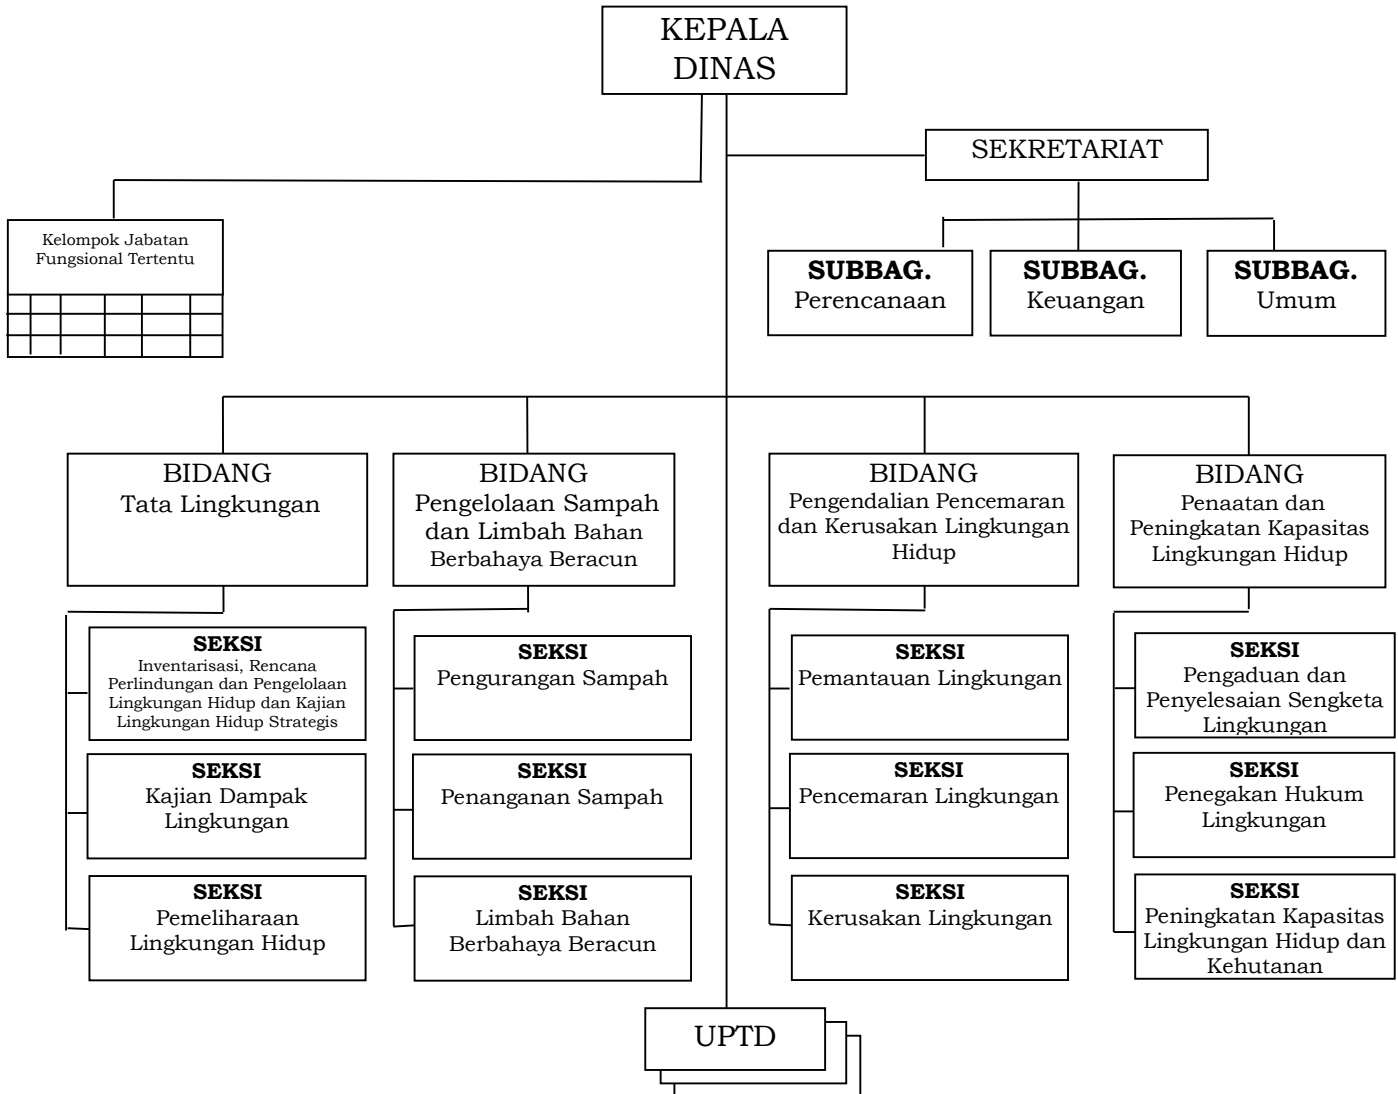 KEPALA
DINAS
SEKRETARIAT
Kelompok Jabatan
Fungsional Tertentu
SUBBAG.
Perencanaan
SUBBAG.
Keuangan
SUBBAG.
Umum
BIDANG
Tata Lingkungan
BIDANG
Pengelolaan Sampah
dan Limbah Bahan
Berbahaya Beracun
BIDANG
Pengendalian Pencemaran
dan Kerusakan Lingkungan
Hidup
BIDANG
Penaatan dan
Peningkatan Kapasitas
Lingkungan Hidup
SEKSI
Inventarisasi, Rencana
Perlindungan dan Pengelolaan
Lingkungan Hidup dan Kajian
Lingkungan Hidup Strategis
SEKSI
Pengurangan Sampah
SEKSI
Pemantauan Lingkungan
SEKSI
Pengaduan dan
Penyelesaian Sengketa
Lingkungan
SEKSI
Kajian Dampak
Lingkungan
SEKSI
Penanganan Sampah
SEKSI
Pencemaran Lingkungan
SEKSI
Penegakan Hukum
Lingkungan
SEKSI
Pemeliharaan
Lingkungan Hidup
SEKSI
Limbah Bahan
Berbahaya Beracun
SEKSI
Kerusakan Lingkungan
SEKSI
Peningkatan Kapasitas
Lingkungan Hidup dan
Kehutanan
UPTD